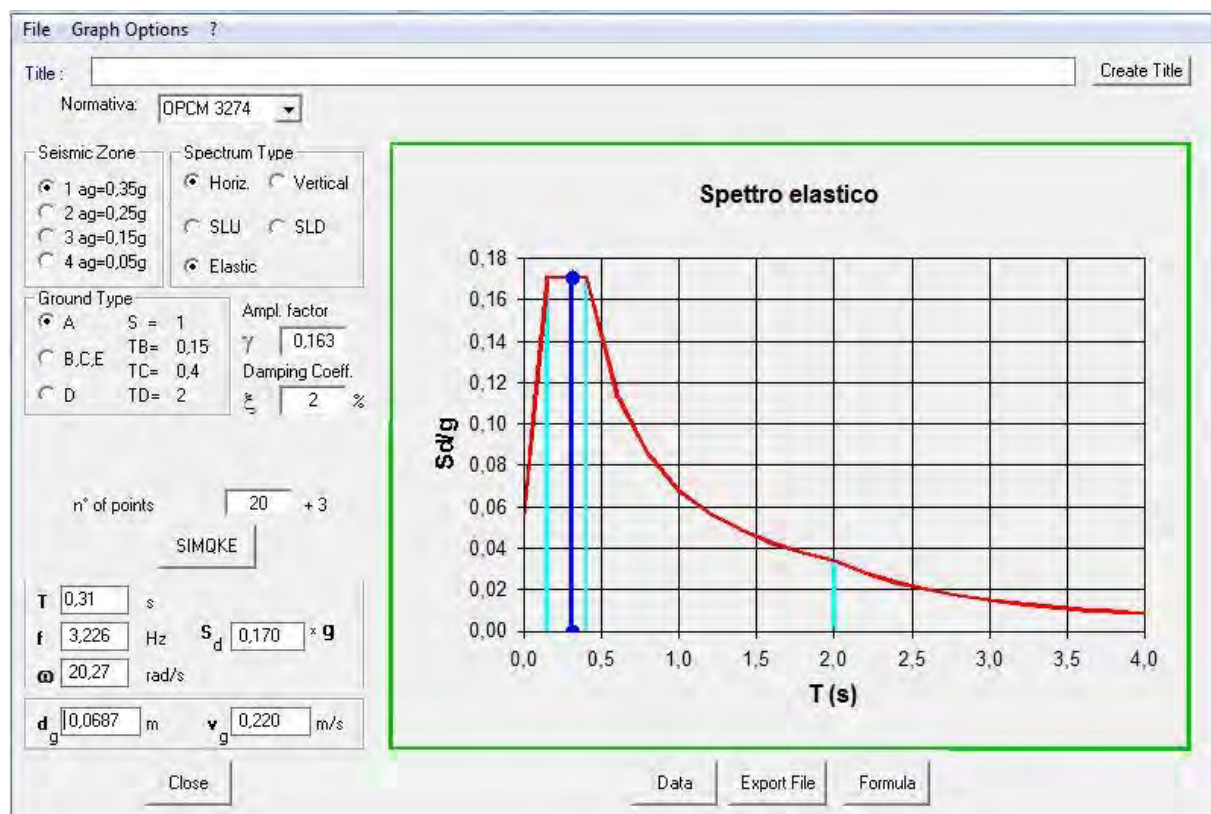 File Graph Options ?
Title :
Create Title
Normativa: OPCM 3274
Seismic Zone
1 ag=0,35g
2 ag=0,25g
3 ag=0,15g
4 ag=0,05g
Spectrum Type
Horiz. Vertical
SLU SLD
Elastic
Ground Type
A S = 1
B,C,E TB= 0,15
TC= 0,4
D TD= 2
Ampl. factor
γ 0,163
Damping Coeff.
ξ 2 %
n° of points 20 + 3
SIMQKE
T 0,31 s
f 3,226 Hz
Sd 0,170 × g
ω 20,27 rad/s
dg 0,0687 m vg 0,220 m/s
Close
Spettro elastico
Sd/g
0,18
0,16
0,14
0,12
0,10
0,08
0,06
0,04
0,02
0,00
0,0 0,5 1,0 1,5 2,0 2,5 3,0 3,5 4,0
T (s)
Data Export File Formula